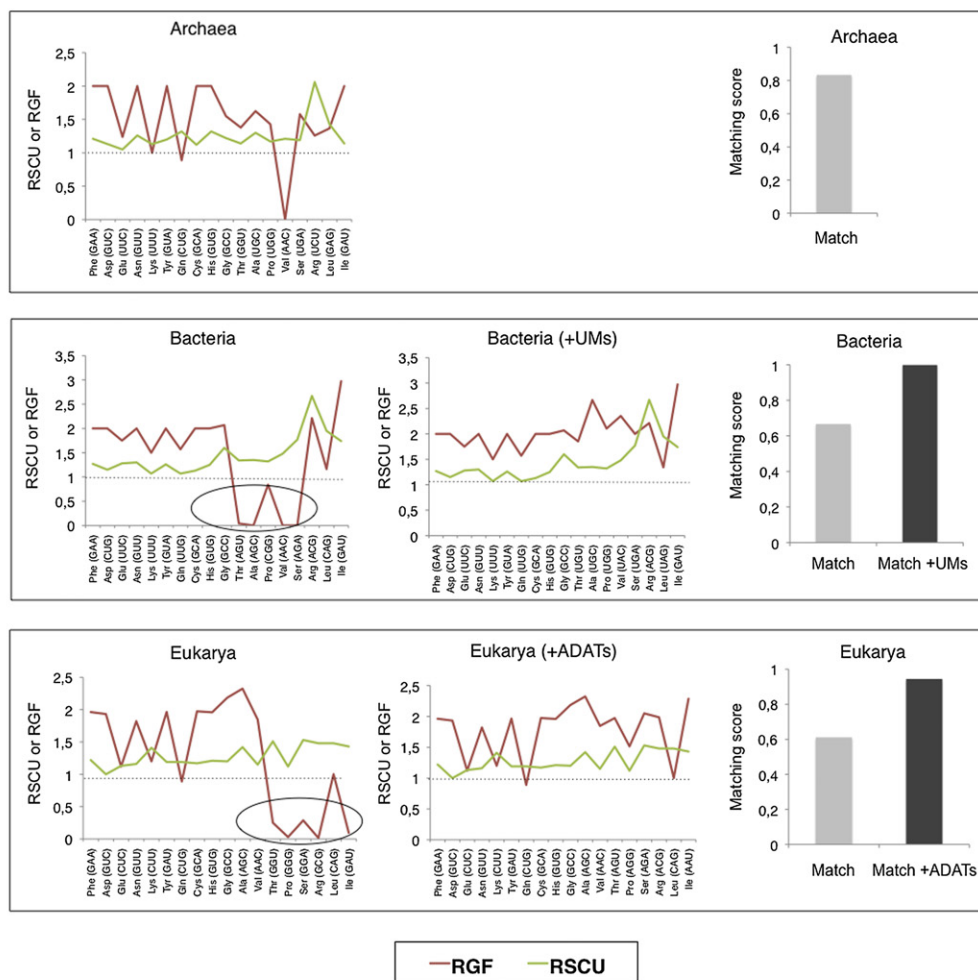 Archaea
RSCU or RGF
2,5
2
1,5
1
0,5
0
Phe (GAA)
Asp (GUC)
Glu (UUC)
Asn (GUU)
Lys (UUU)
Tyr (GUA)
Gln (CUG)
Cys (GCA)
His (GUG)
Gly (GCC)
Thr (GGU)
Ala (UGC)
Pro (UGG)
Val (AAC)
Ser (UGA)
Arg (UCU)
Leu (GAG)
Ile (GAU)
Archaea
Matching score
1
0,8
0,6
0,4
0,2
0
Match
Bacteria
RSCU or RGF
3,5
3
2,5
2
1,5
1
0,5
0
Phe (GAA)
Asp (CUG)
Glu (UUC)
Asn (GUU)
Lys (UUU)
Tyr (GUA)
Gln (UUG)
Cys (GCA)
His (GUG)
Gly (GCC)
Thr (AGU)
Ala (AGC)
Pro (CGG)
Val (AAC)
Ser (AGA)
Arg (ACG)
Leu (CAG)
Ile (GAU)
Bacteria (+UMs)
3,5
3
2,5
2
1,5
1
0,5
0
Phe (GAA)
Asp (CUG)
Glu (UUC)
Asn (GUU)
Lys (UUU)
Tyr (GUA)
Gln (UUG)
Cys (GCA)
His (GUG)
Gly (GCC)
Thr (UGU)
Ala (UGC)
Pro (UGG)
Val (UAC)
Ser (UGA)
Arg (ACG)
Leu (UAG)
Ile (GAU)
Bacteria
Matching score
1
0,8
0,6
0,4
0,2
0
Match
Match +UMs
Eukarya
RSCU or RGF
2,5
2
1,5
1
0,5
0
Phe (GAA)
Asp (GUC)
Glu (CUC)
Asn (GUU)
Lys (CUU)
Tyr (GAU)
Gln (CUG)
Cys (GCA)
His (GUG)
Gly (GCC)
Ala (AGC)
Val (AAC)
Thr (GGU)
Pro (GGG)
Ser (GGA)
Arg (GCG)
Leu (CAG)
Ile (GAU)
Eukarya (+ADATs)
RSCU or RGF
2,5
2
1,5
1
0,5
0
Phe (GAA)
Asp (GUC)
Glu (CUC)
Asn (GUU)
Lys (CUU)
Tyr (GAU)
Gln (CUG)
Cys (GCA)
His (GUG)
Gly (GCC)
Ala (AGC)
Val (AAC)
Thr (AGU)
Pro (AGG)
Ser (AGA)
Arg (ACG)
Leu (CAG)
Ile (AAU)
Eukarya
Matching score
1
0,8
0,6
0,4
0,2
0
Match
Match +ADATs
RGF
RSCU